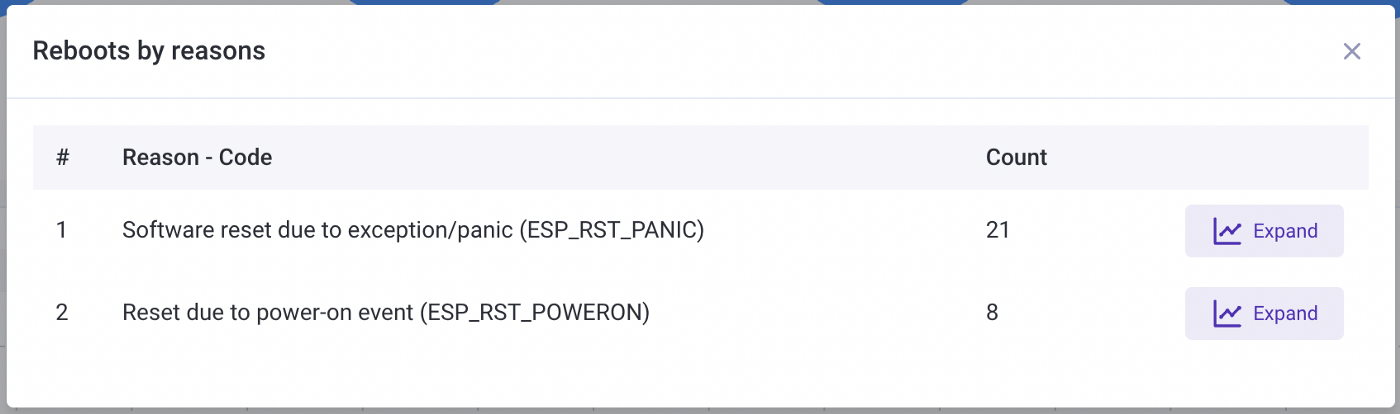 Reboots by reasons
# Reason - Code Count
1 Software reset due to exception/panic (ESP_RST_PANIC) 21 Expand
2 Reset due to power-on event (ESP_RST_POWERON) 8 Expand